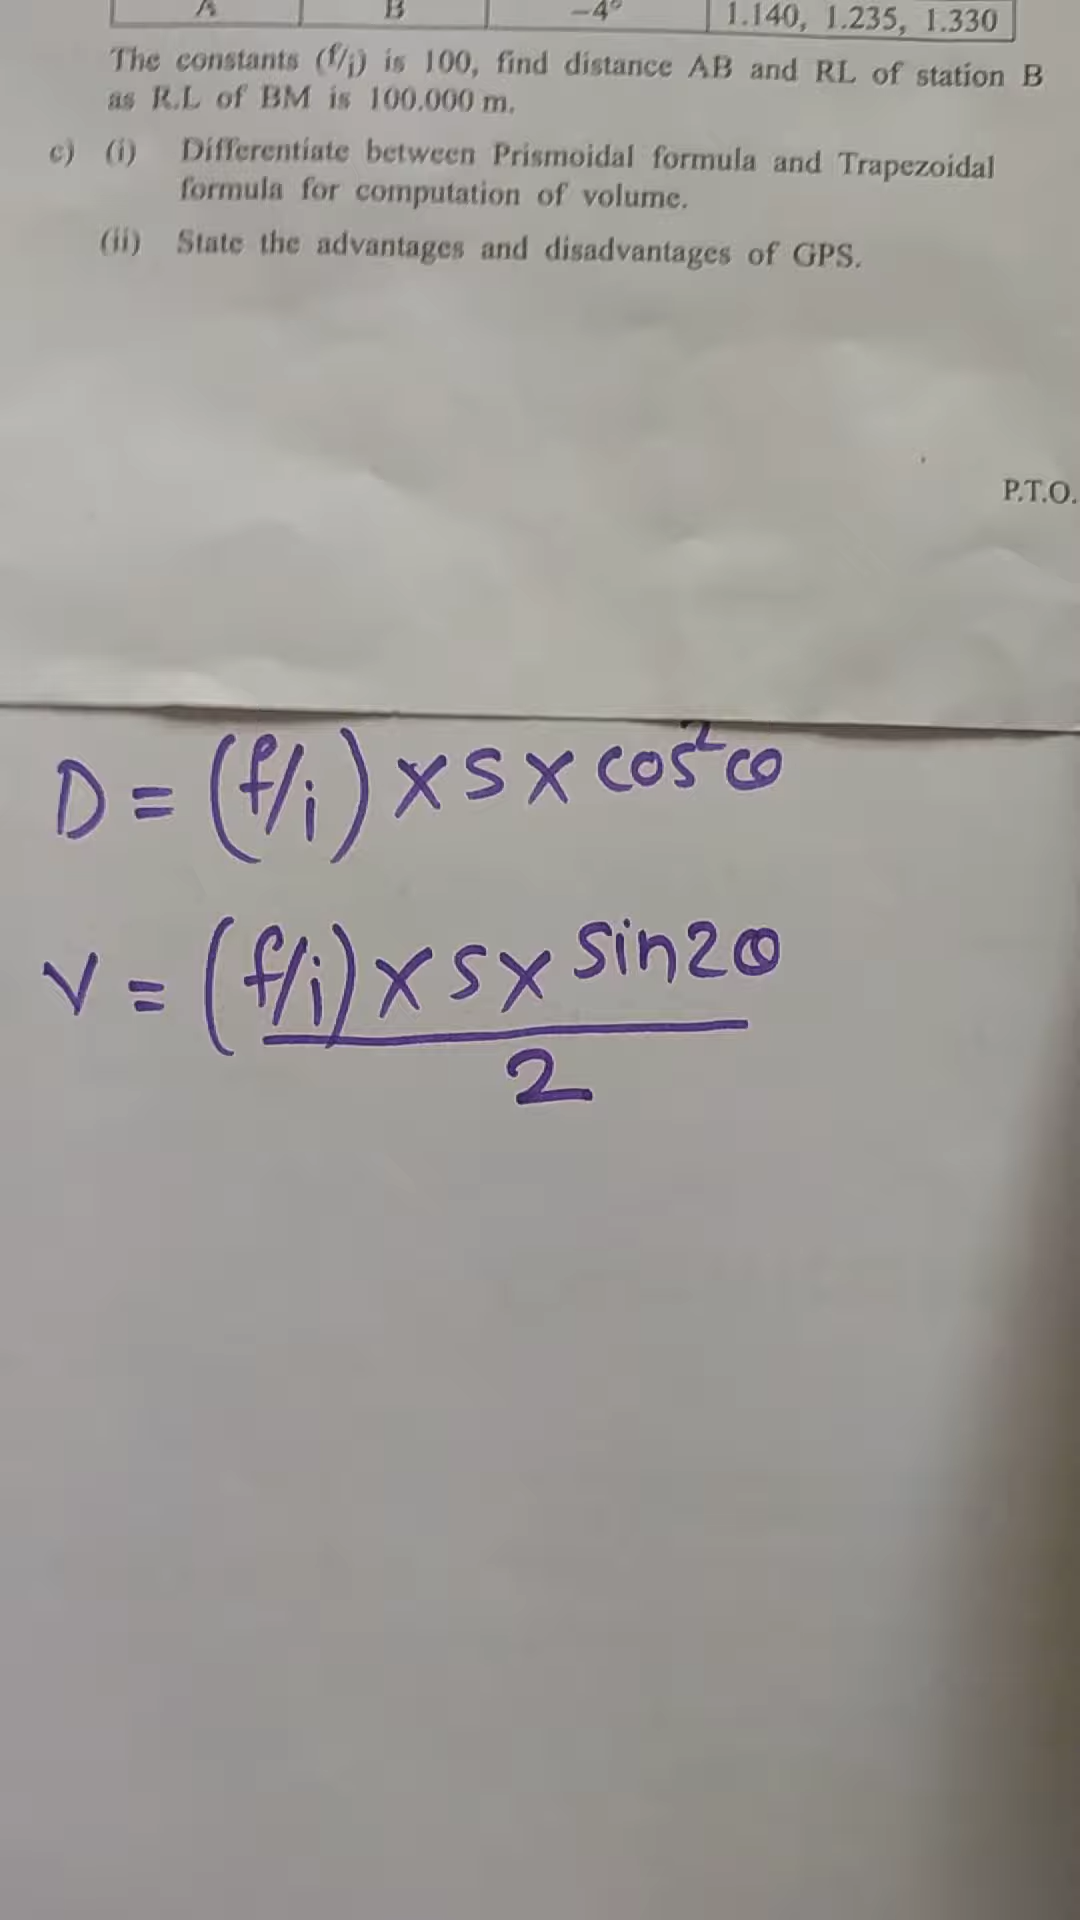 A B -4° 1.140, 1.235, 1.330
The constants (f/i) is 100, find distance AB and RL of station B
as R.L of BM is 100.000 m.
c) (i) Differentiate between Prismoidal formula and Trapezoidal
formula for computation of volume.
(ii) State the advantages and disadvantages of GPS.
P.T.O.
D = (f/i) × S × cos²θ
V = (f/i) × S × sin2θ
2